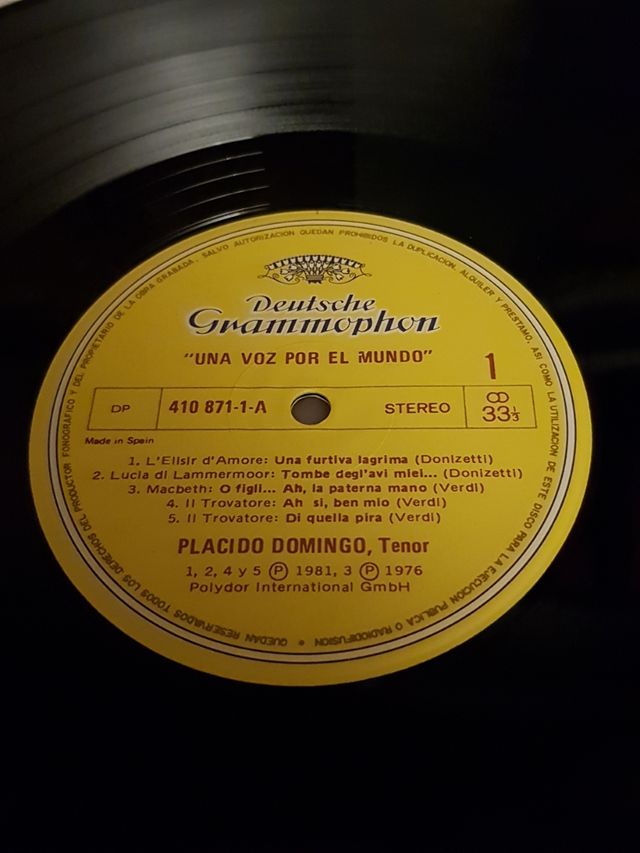 QUEDAN RESERVADOS TODOS LOS DERECHOS DEL PRODUCTOR FONOGRÁFICO Y DEL PROPIETARIO DE LA OBRA GRABADA. SALVO AUTORIZACION QUEDAN PROHIBIDOS LA DUPLICACION, ALQUILER Y PRESTAMO, ASI COMO LA UTILIZACION DE ESTE DISCO PARA LA EJECUCION PUBLICA O RADIODIFUSION •
Deutsche
Grammophon
"UNA VOZ POR EL MUNDO"
1
DP
410 871-1-A
STEREO
33⅓
Made in Spain
1. L'Elisir d'Amore: Una furtiva lagrima (Donizetti)
2. Lucia di Lammermoor: Tombe degl'avi miei... (Donizetti)
3. Macbeth: O figli... Ah, la paterna mano (Verdi)
4. Il Trovatore: Ah si, ben mio (Verdi)
5. Il Trovatore: Di quella pira (Verdi)
PLACIDO DOMINGO, Tenor
1, 2, 4 y 5 Ⓟ 1981, 3 Ⓟ 1976
Polydor International GmbH